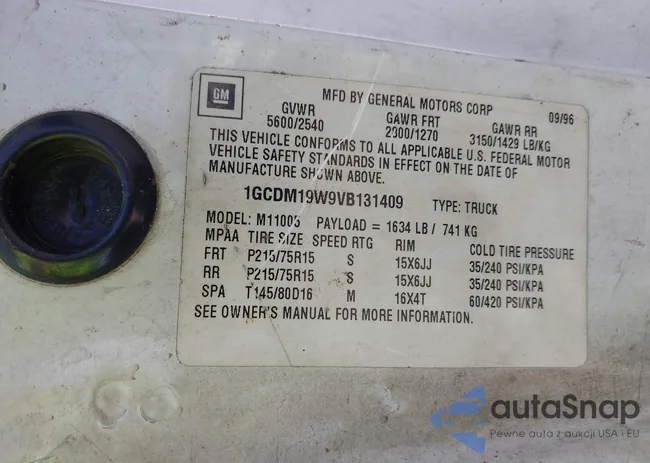 GM
MFD BY GENERAL MOTORS CORP 09/96
GVWR GAWR FRT GAWR RR
5600/2540 2300/1270 3150/1429 LB/KG
THIS VEHICLE CONFORMS TO ALL APPLICABLE U.S. FEDERAL MOTOR
VEHICLE SAFETY STANDARDS IN EFFECT ON THE DATE OF
MANUFACTURE SHOWN ABOVE.
1GCDM19W9VB131409 TYPE: TRUCK
MODEL: M11005 PAYLOAD = 1634 LB/ 741 KG
MPAA TIRE SIZE SPEED RTG RIM COLD TIRE PRESSURE
FRT P215/75R15 S 15X6JJ 35/240 PSI/KPA
RR P215/75R15 S 15X6JJ 35/240 PSI/KPA
SPA T145/80D16 M 16X4T 60/420 PSI/KPA
SEE OWNER'S MANUAL FOR MORE INFORMATION.
autaSnap
Pewne auta z aukcji USA i EU